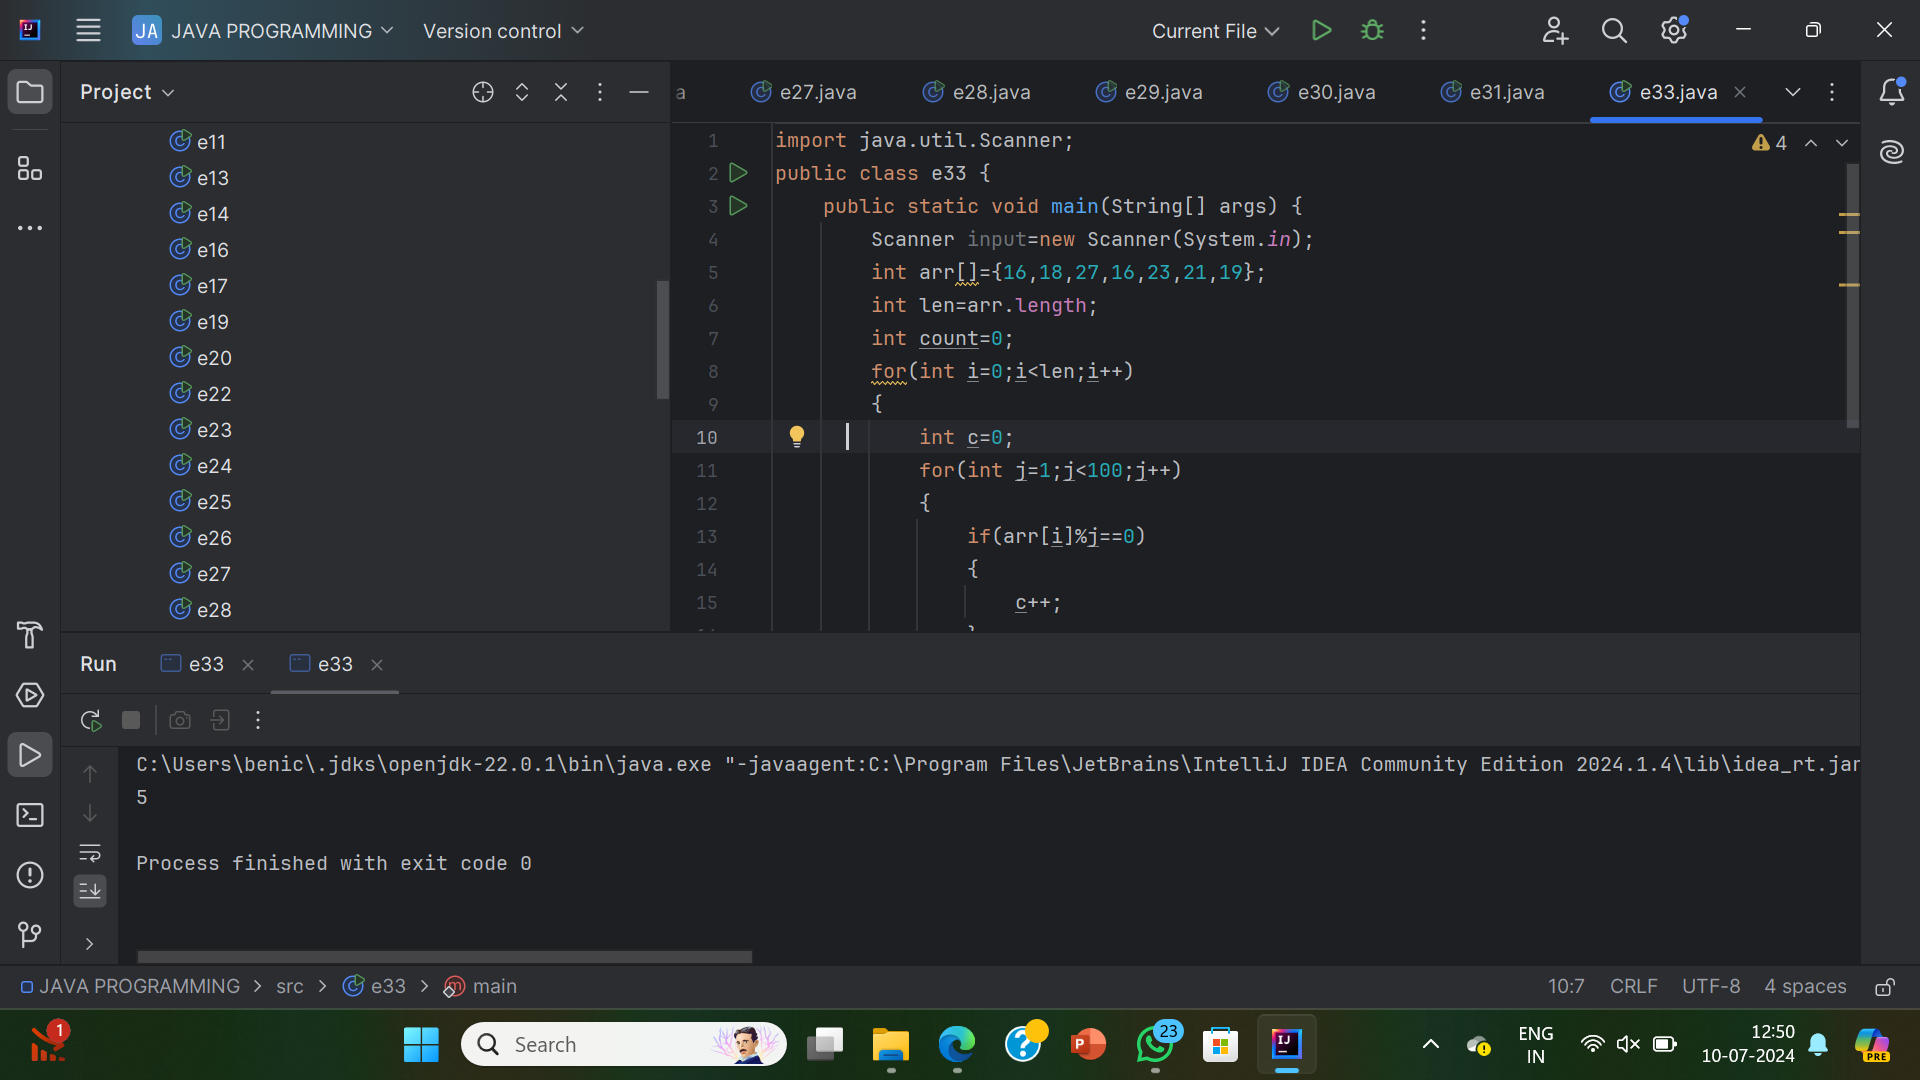 JA JAVA PROGRAMMING Version control Current File
Project
a e27.java e28.java e29.java e30.java e31.java e33.java
e11
e13
e14
e16
e17
e19
e20
e22
e23
e24
e25
e26
e27
e28
4
1 import java.util.Scanner;
2 public class e33 {
3 public static void main(String[] args) {
4 Scanner input=new Scanner(System.in);
5 int arr[]={16,18,27,16,23,21,19};
6 int len=arr.length;
7 int count=0;
8 for(int i=0;i<len;i++)
9 {
10 int c=0;
11 for(int j=1;j<100;j++)
12 {
13 if(arr[i]%j==0)
14 {
15 c++;
Run e33 e33
C:\Users\benic\.jdks\openjdk-22.0.1\bin\java.exe "-javaagent:C:\Program Files\JetBrains\IntelliJ IDEA Community Edition 2024.1.4\lib\idea_rt.jar
5
Process finished with exit code 0
JAVA PROGRAMMING > src > e33 > main 10:7 CRLF UTF-8 4 spaces
1 Search 23 ENG
IN
12:50
10-07-2024
PRE